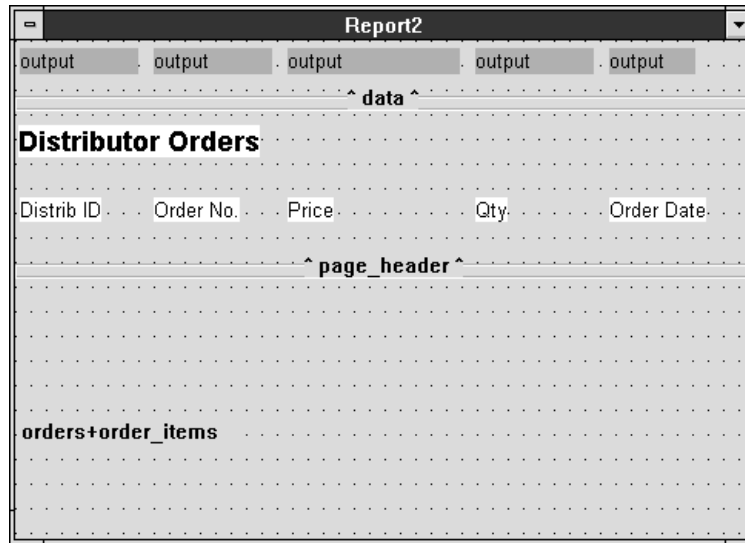 Report2
output output output output output
^ data ^
Distributor Orders
Distrib ID Order No. Price Qty Order Date
^ page_header ^
orders+order_items